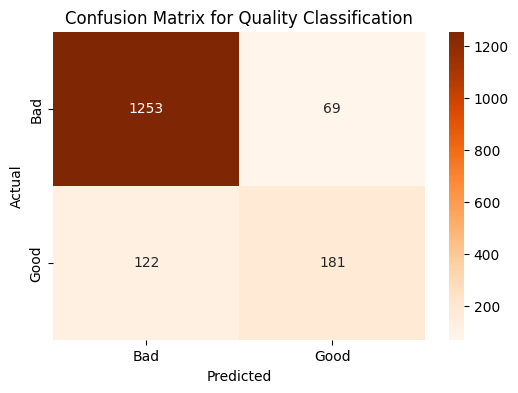 Confusion Matrix for Quality Classification
Actual
Bad
Good
1253
69
122
181
Bad
Good
Predicted
1200
1000
800
600
400
200